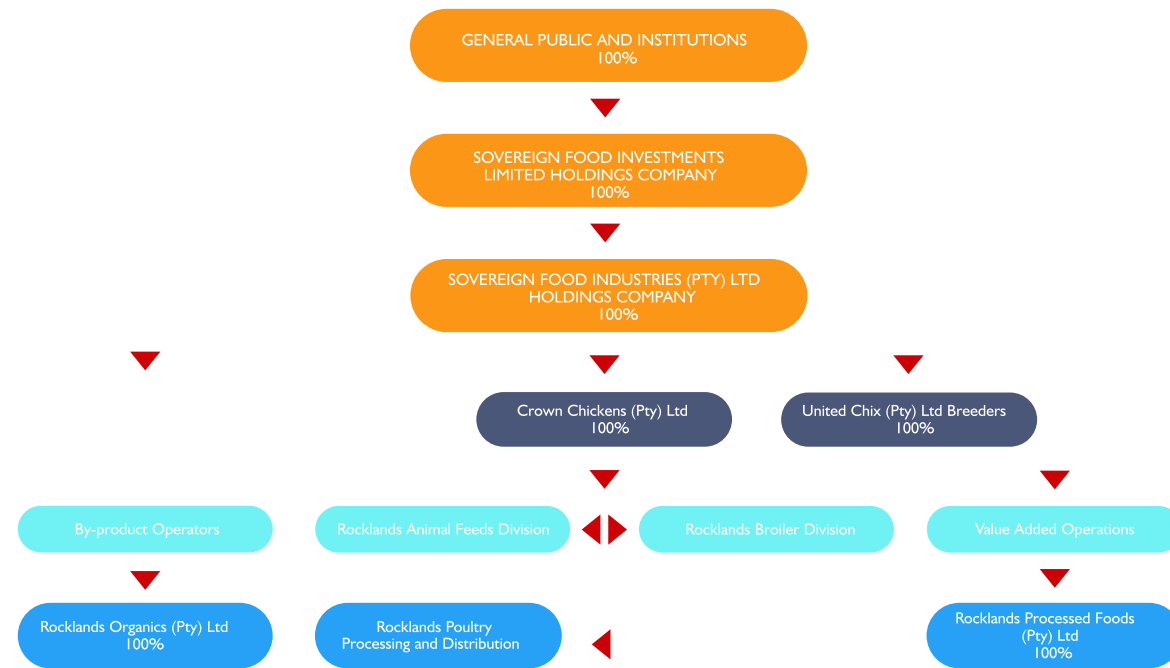 GENERAL PUBLIC AND INSTITUTIONS
100%
SOVEREIGN FOOD INVESTMENTS
LIMITED HOLDINGS COMPANY
100%
SOVEREIGN FOOD INDUSTRIES (PTY) LTD
HOLDINGS COMPANY
100%
Crown Chickens (Pty) Ltd
100%
United Chix (Pty) Ltd Breeders
100%
By-product Operators
Rocklands Animal Feeds Division
Rocklands Broiler Division
Value Added Operations
Rocklands Organics (Pty) Ltd
100%
Rocklands Poultry
Processing and Distribution
Rocklands Processed Foods
(Pty) Ltd
100%